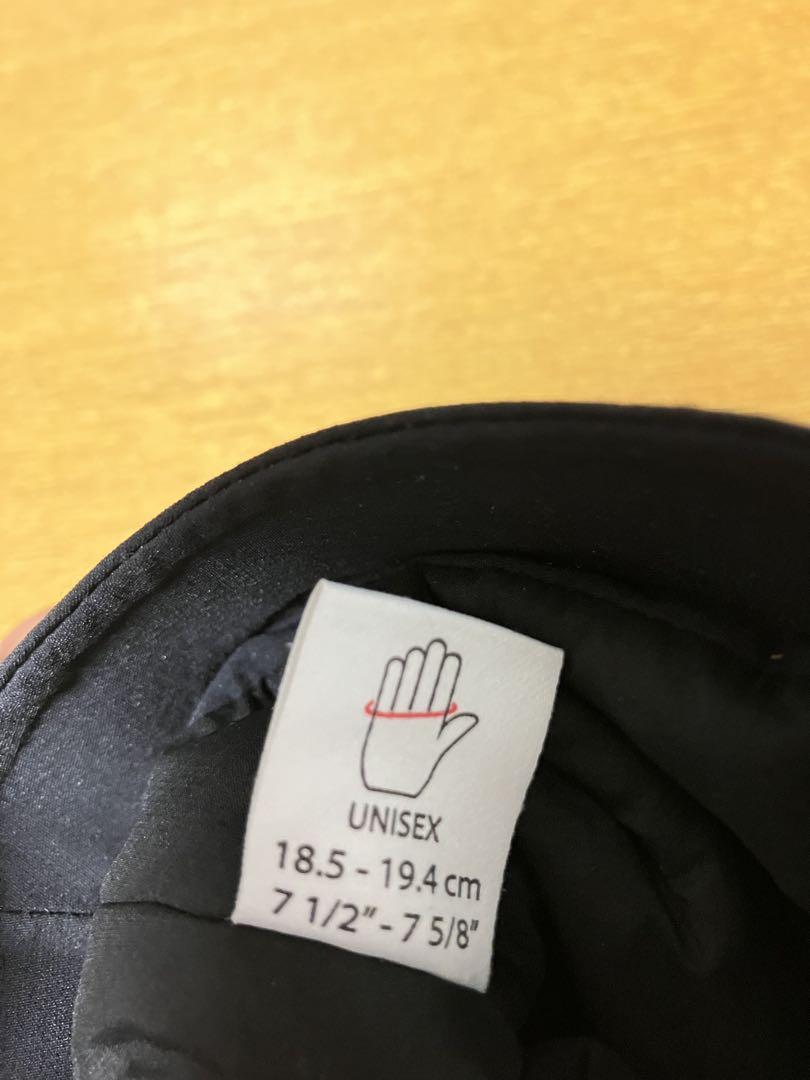 UNISEX
18.5 - 19.4 cm
7 1/2" - 7 5/8"